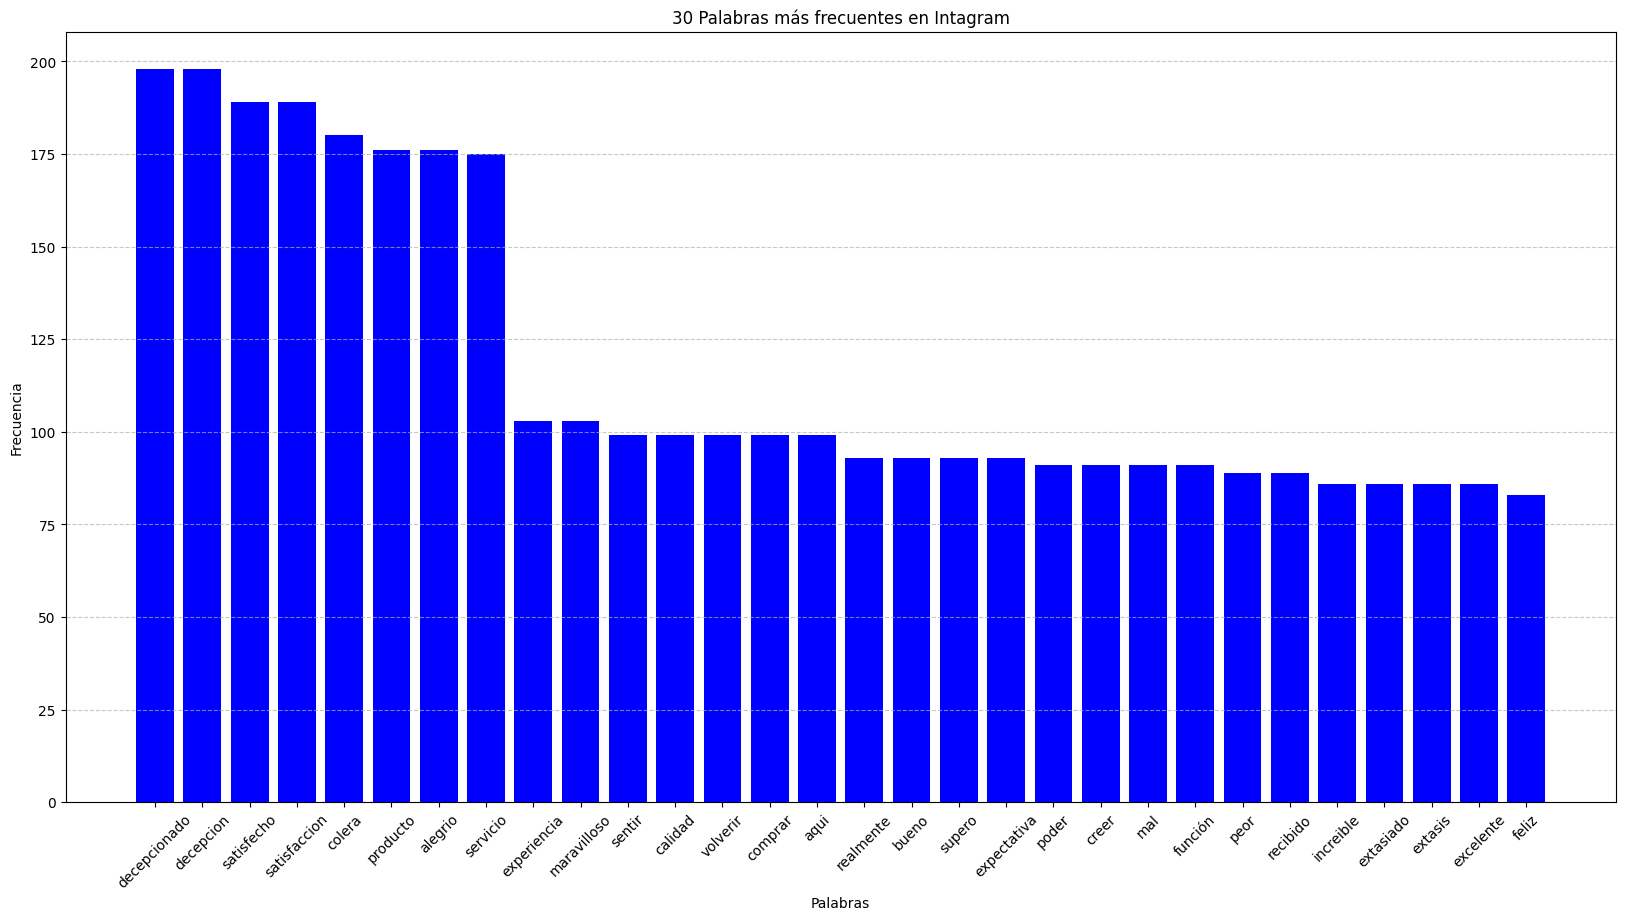 30 Palabras más frecuentes en Intagram
Frecuencia
200
175
150
125
100
75
50
25
0
decepcionado
decepcion
satisfecho
satisfaccion
colera
producto
alegrio
servicio
experiencia
maravilloso
sentir
calidad
volverir
comprar
aqui
realmente
bueno
supero
expectativa
poder
creer
mal
función
peor
recibido
increible
extasiado
extasis
excelente
feliz
Palabras